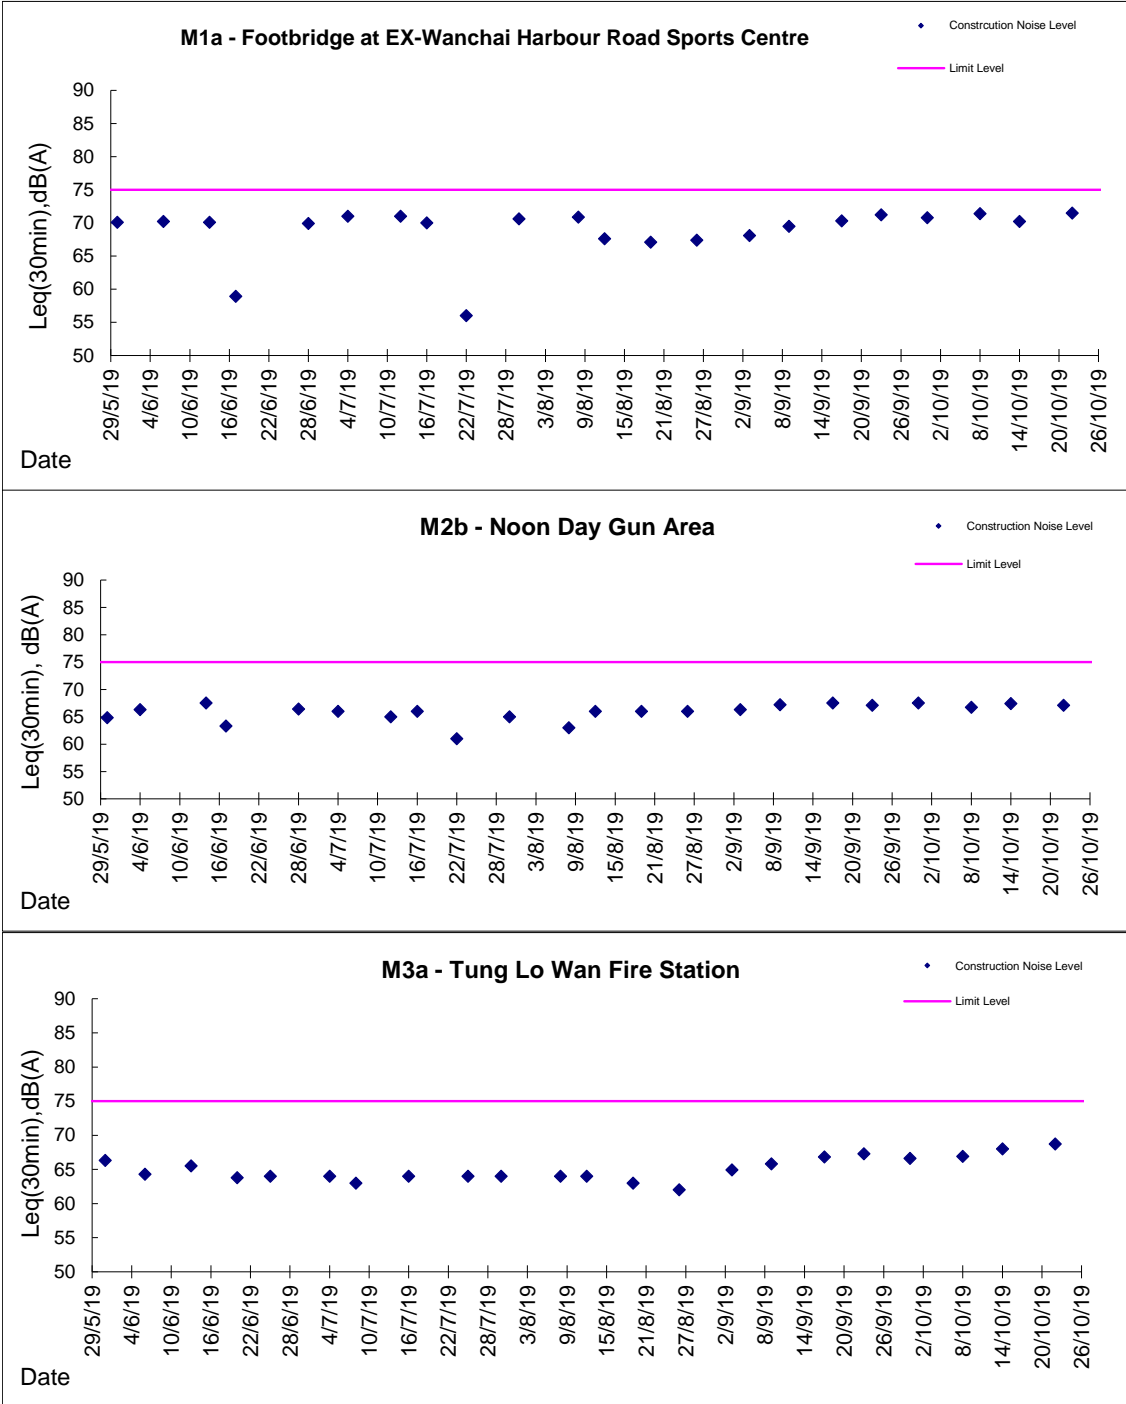 M1a - Footbridge at EX-Wanchai Harbour Road Sports Centre
Constrcution Noise Level
Limit Level
Leq(30min),dB(A)
90
85
80
75
70
65
60
55
50
29/5/19 4/6/19 10/6/19 16/6/19 22/6/19 28/6/19 4/7/19 10/7/19 16/7/19 22/7/19 28/7/19 3/8/19 9/8/19 15/8/19 21/8/19 27/8/19 2/9/19 8/9/19 14/9/19 20/9/19 26/9/19 2/10/19 8/10/19 14/10/19 20/10/19 26/10/19
Date
M2b - Noon Day Gun Area
Construction Noise Level
Limit Level
Leq(30min), dB(A)
90
85
80
75
70
65
60
55
50
29/5/19 4/6/19 10/6/19 16/6/19 22/6/19 28/6/19 4/7/19 10/7/19 16/7/19 22/7/19 28/7/19 3/8/19 9/8/19 15/8/19 21/8/19 27/8/19 2/9/19 8/9/19 14/9/19 20/9/19 26/9/19 2/10/19 8/10/19 14/10/19 20/10/19 26/10/19
Date
M3a - Tung Lo Wan Fire Station
Construction Noise Level
Limit Level
Leq(30min),dB(A)
90
85
80
75
70
65
60
55
50
29/5/19 4/6/19 10/6/19 16/6/19 22/6/19 28/6/19 4/7/19 10/7/19 16/7/19 22/7/19 28/7/19 3/8/19 9/8/19 15/8/19 21/8/19 27/8/19 2/9/19 8/9/19 14/9/19 20/9/19 26/9/19 2/10/19 8/10/19 14/10/19 20/10/19 26/10/19
Date